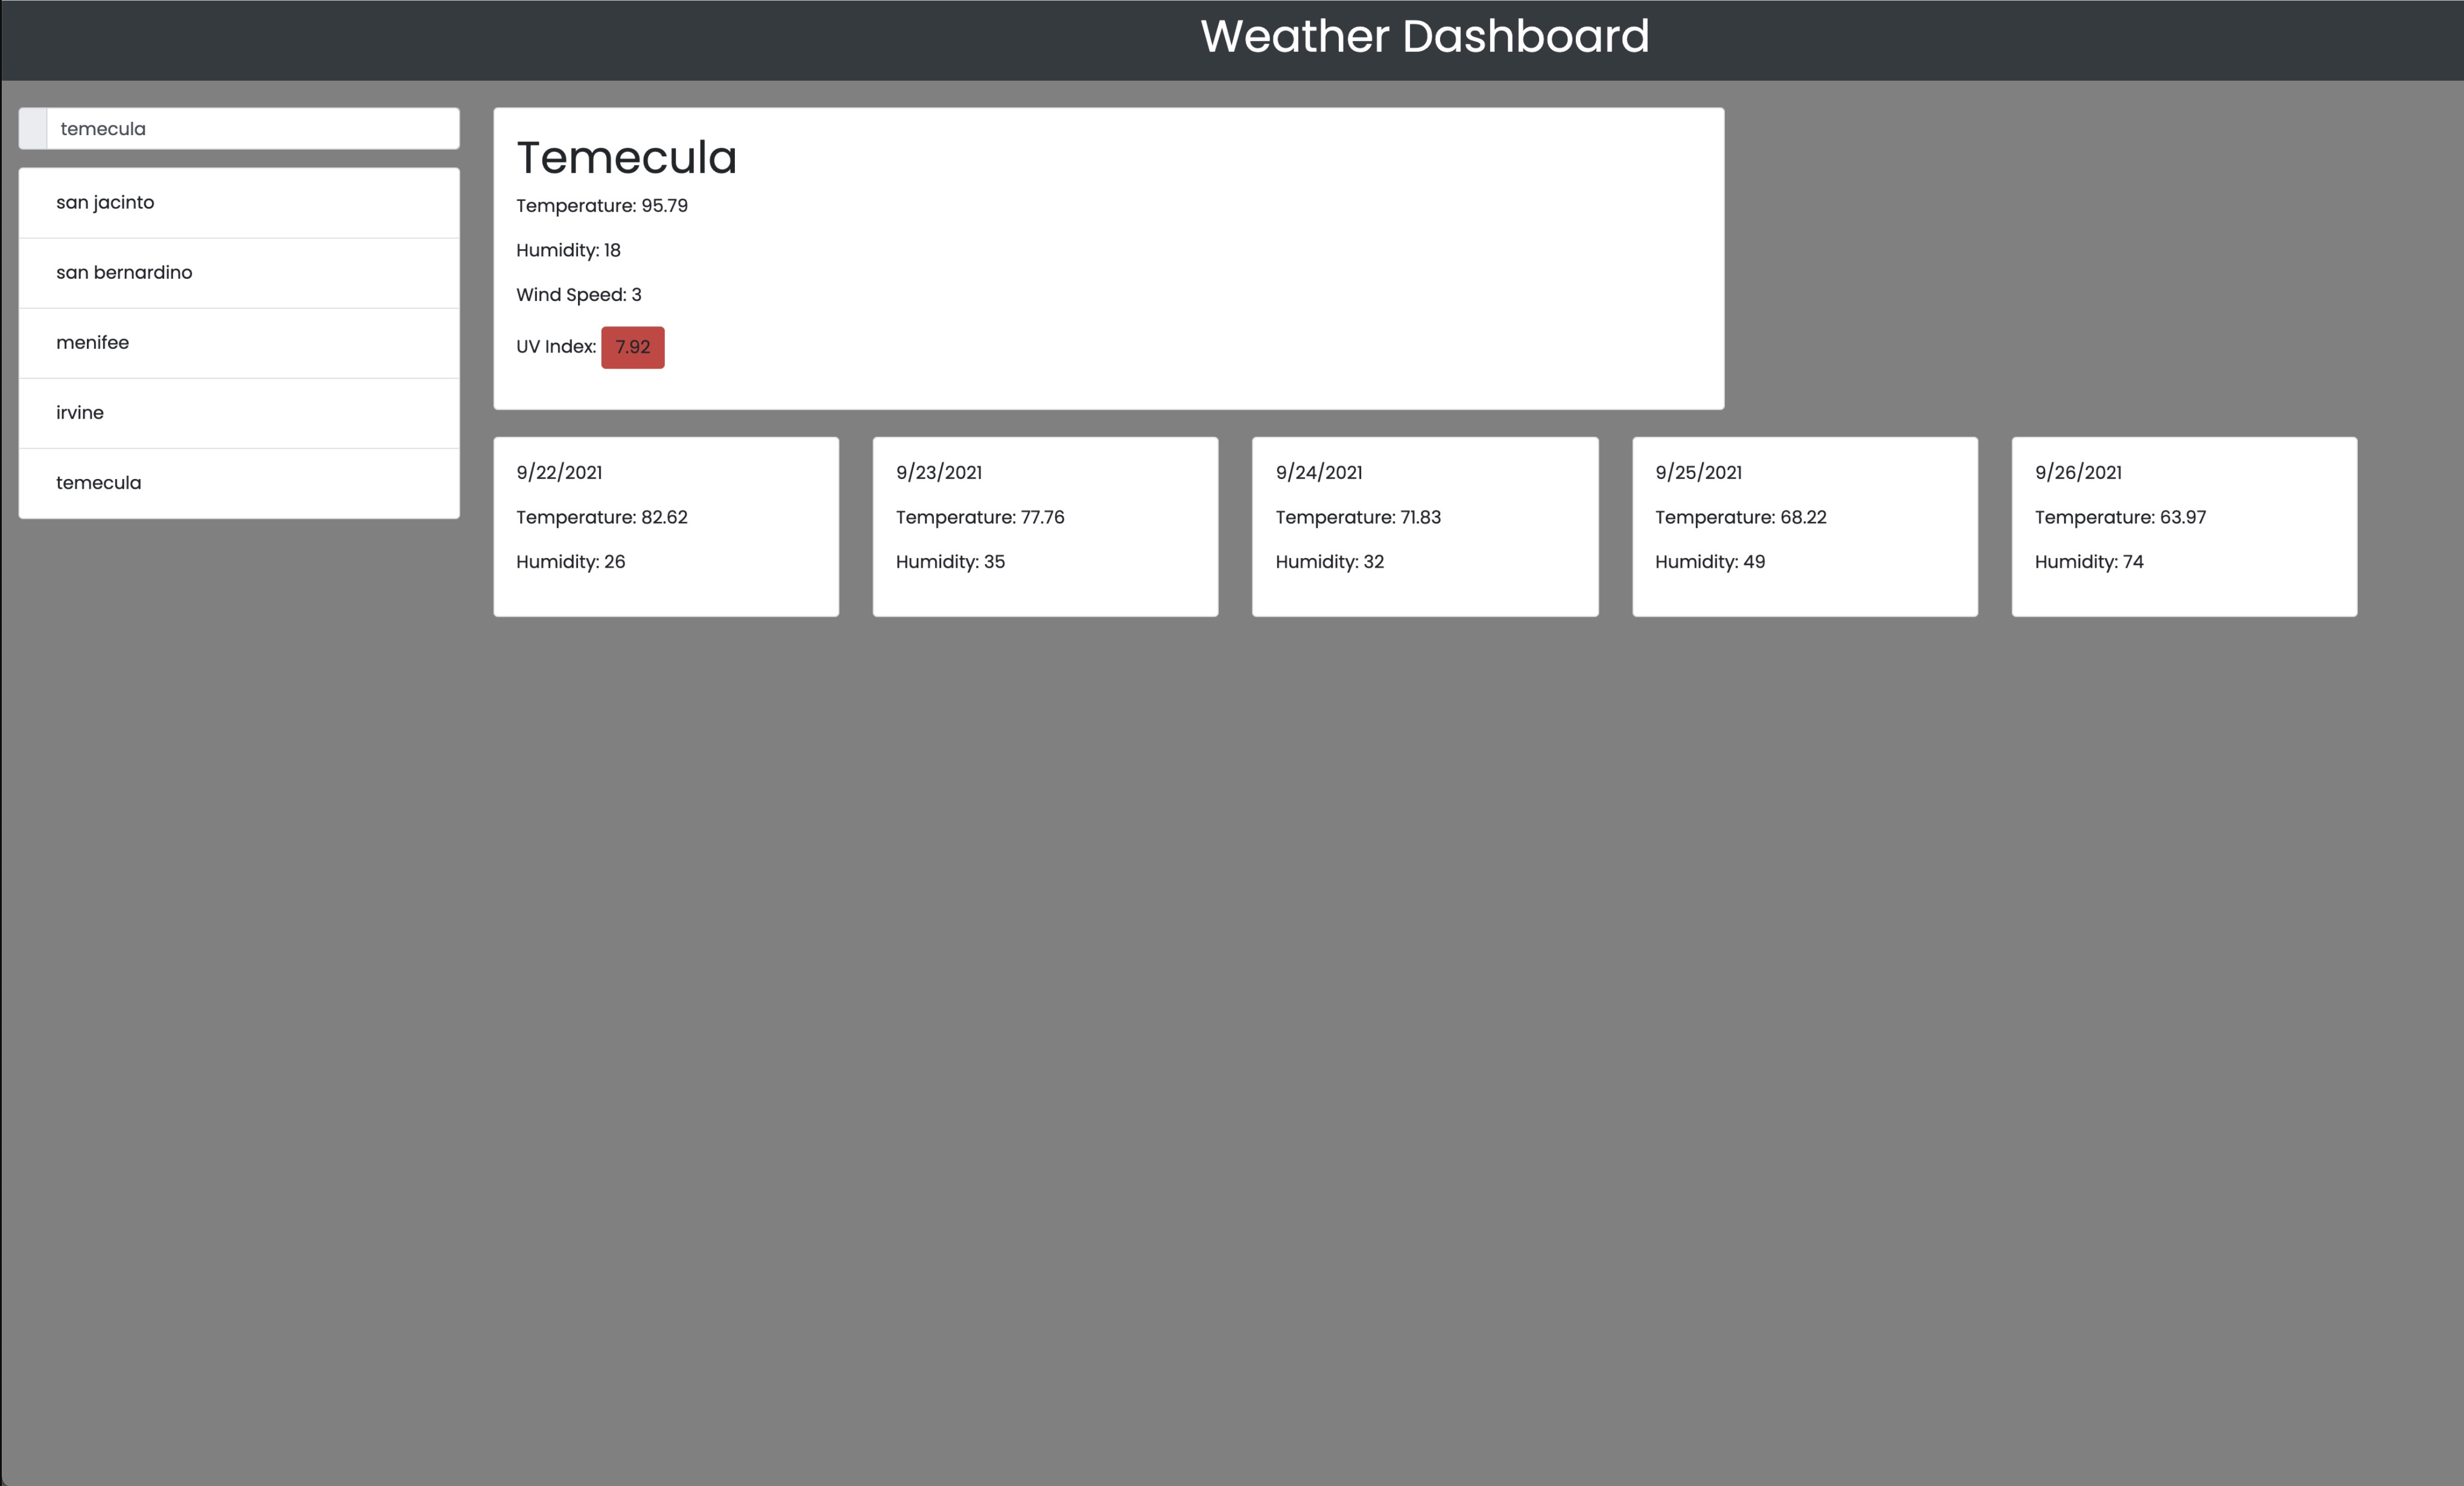 Weather Dashboard
temecula
san jacinto
san bernardino
menifee
irvine
temecula
Temecula
Temperature: 95.79
Humidity: 18
Wind Speed: 3
UV Index: 7.92
9/22/2021
Temperature: 82.62
Humidity: 26
9/23/2021
Temperature: 77.76
Humidity: 35
9/24/2021
Temperature: 71.83
Humidity: 32
9/25/2021
Temperature: 68.22
Humidity: 49
9/26/2021
Temperature: 63.97
Humidity: 74